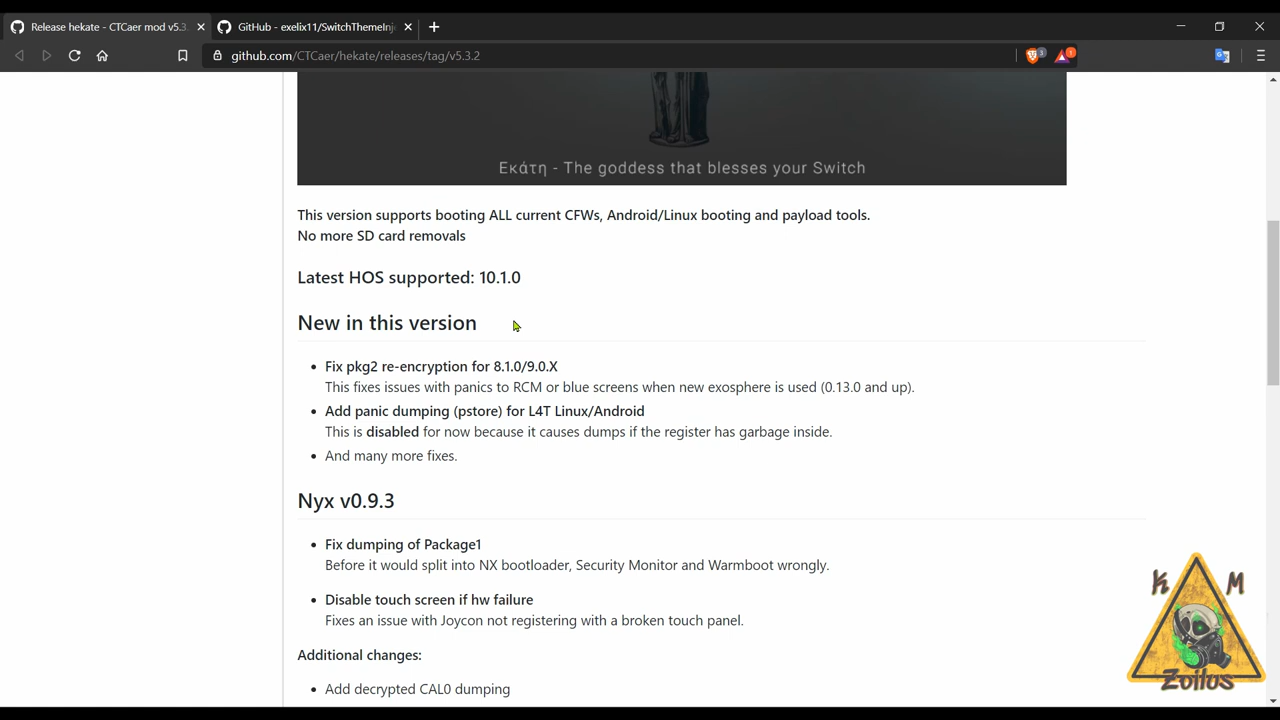 Release hekate - CTCaer mod v5.3.
GitHub - exelix11/SwitchThemeInj
github.com/CTCaer/hekate/releases/tag/v5.3.2
3
1
Εκάτη - The goddess that blesses your Switch
This version supports booting ALL current CFWs, Android/Linux booting and payload tools.
No more SD card removals
Latest HOS supported: 10.1.0
New in this version
• Fix pkg2 re-encryption for 8.1.0/9.0.X
This fixes issues with panics to RCM or blue screens when new exosphere is used (0.13.0 and up).
• Add panic dumping (pstore) for L4T Linux/Android
This is disabled for now because it causes dumps if the register has garbage inside.
• And many more fixes.
Nyx v0.9.3
• Fix dumping of Package1
Before it would split into NX bootloader, Security Monitor and Warmboot wrongly.
• Disable touch screen if hw failure
Fixes an issue with Joycon not registering with a broken touch panel.
Additional changes:
• Add decrypted CAL0 dumping
K M
Zoilus